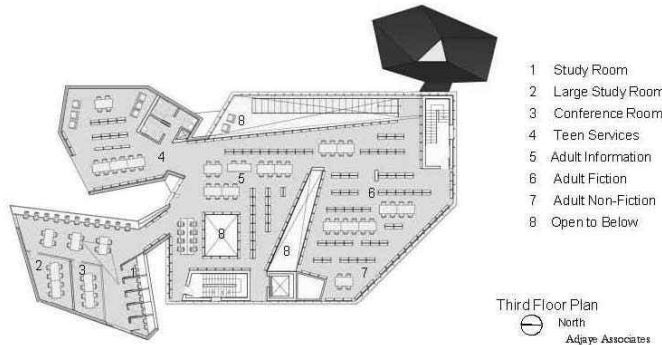 8
4
5
6
8
8
2
3
1
7
1 Study Room
2 Large Study Room
3 Conference Room
4 Teen Services
5 Adult Information
6 Adult Fiction
7 Adult Non-Fiction
8 Open to Below
Third Floor Plan
North
Adjaye Associates